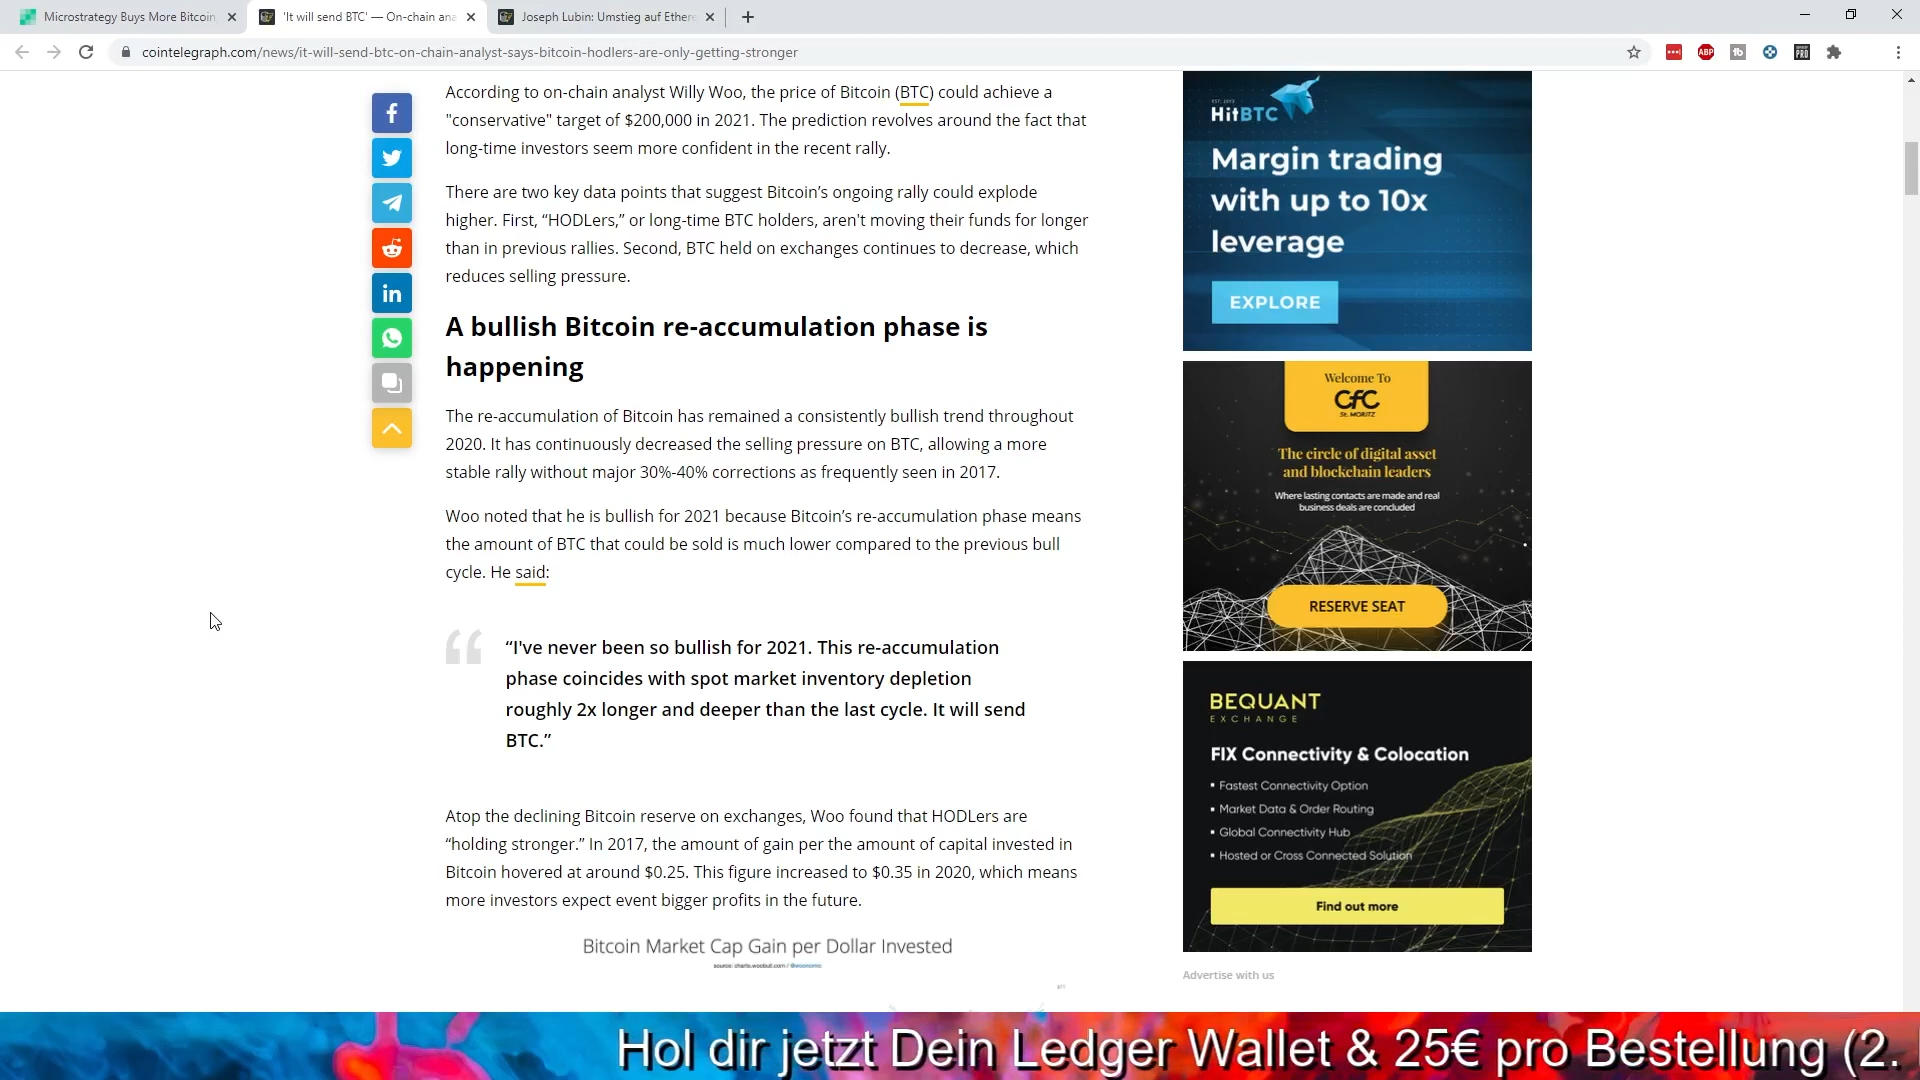 Microstrategy Buys More Bitcoin
'It will send BTC' — On-chain ana
Joseph Lubin: Umstieg auf Ethere
cointelegraph.com/news/it-will-send-btc-on-chain-analyst-says-bitcoin-hodlers-are-only-getting-stronger
ABP
PRO
According to on-chain analyst Willy Woo, the price of Bitcoin (BTC) could achieve a
"conservative" target of $200,000 in 2021. The prediction revolves around the fact that
long-time investors seem more confident in the recent rally.
There are two key data points that suggest Bitcoin’s ongoing rally could explode
higher. First, “HODLers,” or long-time BTC holders, aren't moving their funds for longer
than in previous rallies. Second, BTC held on exchanges continues to decrease, which
reduces selling pressure.
A bullish Bitcoin re-accumulation phase is
happening
The re-accumulation of Bitcoin has remained a consistently bullish trend throughout
2020. It has continuously decreased the selling pressure on BTC, allowing a more
stable rally without major 30%-40% corrections as frequently seen in 2017.
Woo noted that he is bullish for 2021 because Bitcoin’s re-accumulation phase means
the amount of BTC that could be sold is much lower compared to the previous bull
cycle. He said:
“I've never been so bullish for 2021. This re-accumulation
phase coincides with spot market inventory depletion
roughly 2x longer and deeper than the last cycle. It will send
BTC.”
Atop the declining Bitcoin reserve on exchanges, Woo found that HODLers are
“holding stronger.” In 2017, the amount of gain per the amount of capital invested in
Bitcoin hovered at around $0.25. This figure increased to $0.35 in 2020, which means
more investors expect event bigger profits in the future.
Bitcoin Market Cap Gain per Dollar Invested
source: charts.woobull.com / @woonomic
HitBTC
Margin trading
with up to 10x
leverage
EXPLORE
Welcome To
CFC
St. MORITZ
The circle of digital asset
and blockchain leaders
Where lasting contacts are made and real
business deals are concluded
RESERVE SEAT
BEQUANT
EXCHANGE
FIX Connectivity & Colocation
▪ Fastest Connectivity Option
▪ Market Data & Order Routing
▪ Global Connectivity Hub
▪ Hosted or Cross Connected Solution
Find out more
Advertise with us
Hol dir jetzt Dein Ledger Wallet & 25€ pro Bestellung (2.